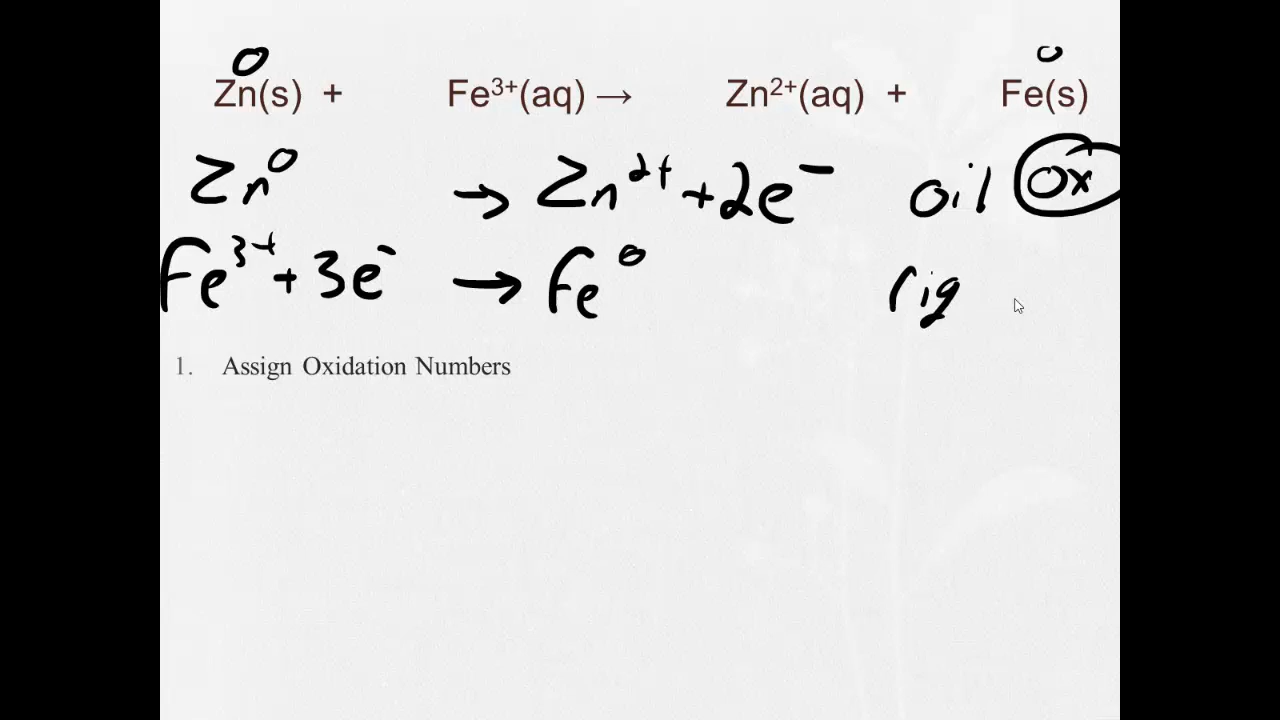 0 0
Zn(s) + Fe³⁺(aq) → Zn²⁺(aq) + Fe(s)
Zn⁰ → Zn²⁺ + 2e⁻ oil ox
Fe³⁺ + 3e⁻ → Fe⁰ rig
1. Assign Oxidation Numbers